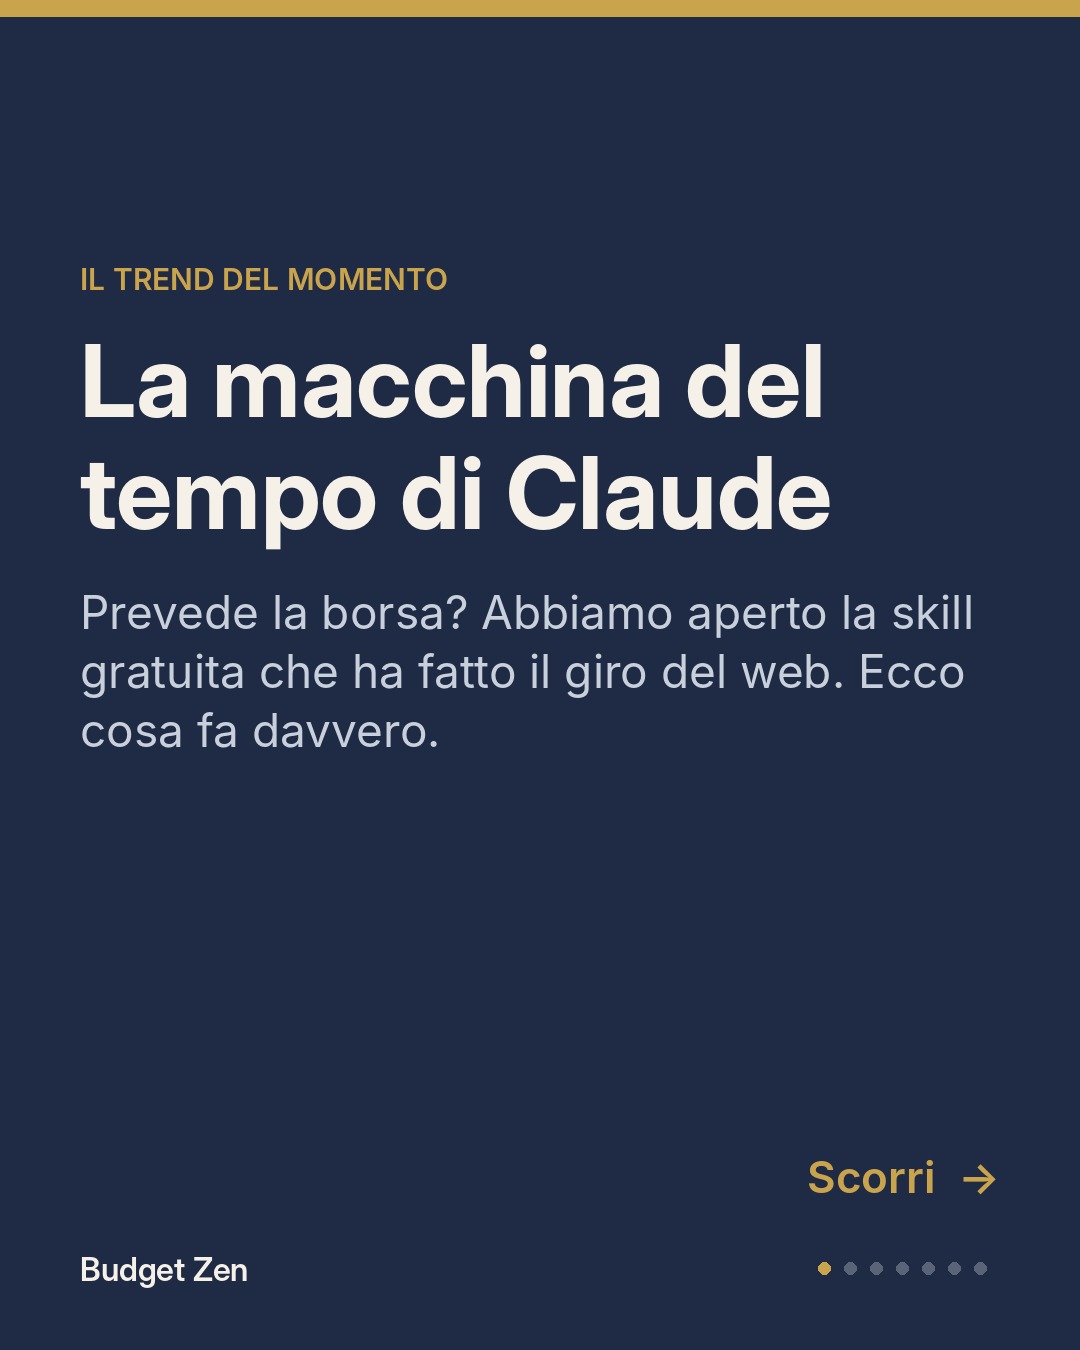 IL TREND DEL MOMENTO
La macchina del
tempo di Claude
Prevede la borsa? Abbiamo aperto la skill
gratuita che ha fatto il giro del web. Ecco
cosa fa davvero.
Scorri →
Budget Zen